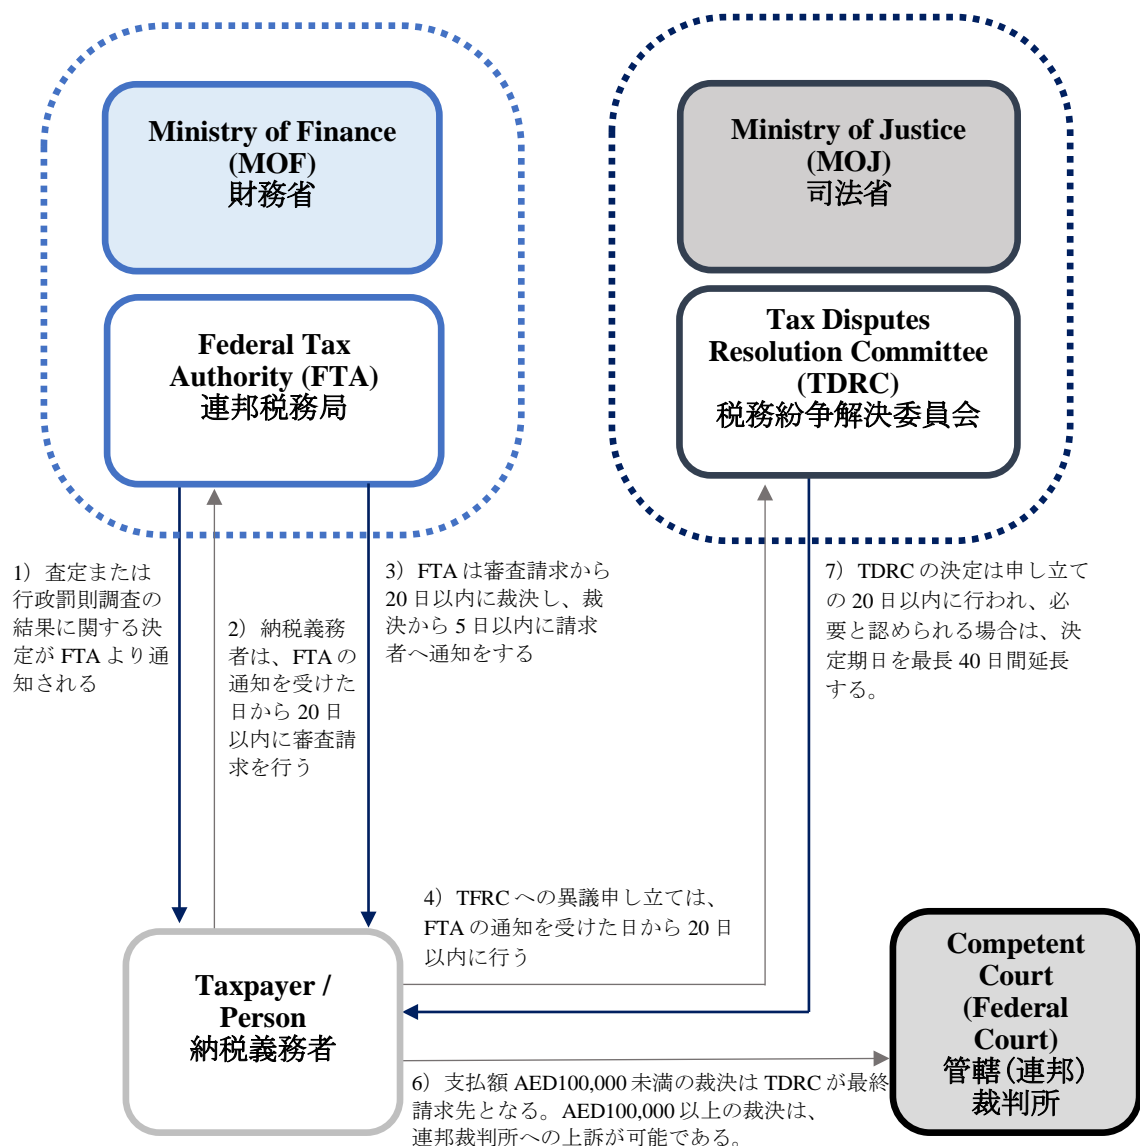 Ministry of Finance
(MOF)
財務省
Ministry of Justice
(MOJ)
司法省
Federal Tax
Authority (FTA)
連邦税務局
Tax Disputes
Resolution Committee
(TDRC)
税務紛争解決委員会
1）査定または
行政罰則調査の
結果に関する決
定が FTA より通
知される
2）納税義務
者は、FTA の
通知を受けた
日から 20 日
以内に審査請
求を行う
3）FTA は審査請求から
20 日以内に裁決し、裁
決から 5 日以内に請求
者へ通知をする
7）TDRC の決定は申し立て
の 20 日以内に行われ、必
要と認められる場合は、決
定期日を最長 40 日間延長
する。
4）TFRC への異議申し立ては、
FTA の通知を受けた日から 20 日
以内に行う
Taxpayer /
Person
納税義務者
Competent
Court
(Federal
Court)
管轄(連邦)
裁判所
6）支払額 AED100,000 未満の裁決は TDRC が最終
請求先となる。AED100,000 以上の裁決は、
連邦裁判所への上訴が可能である。